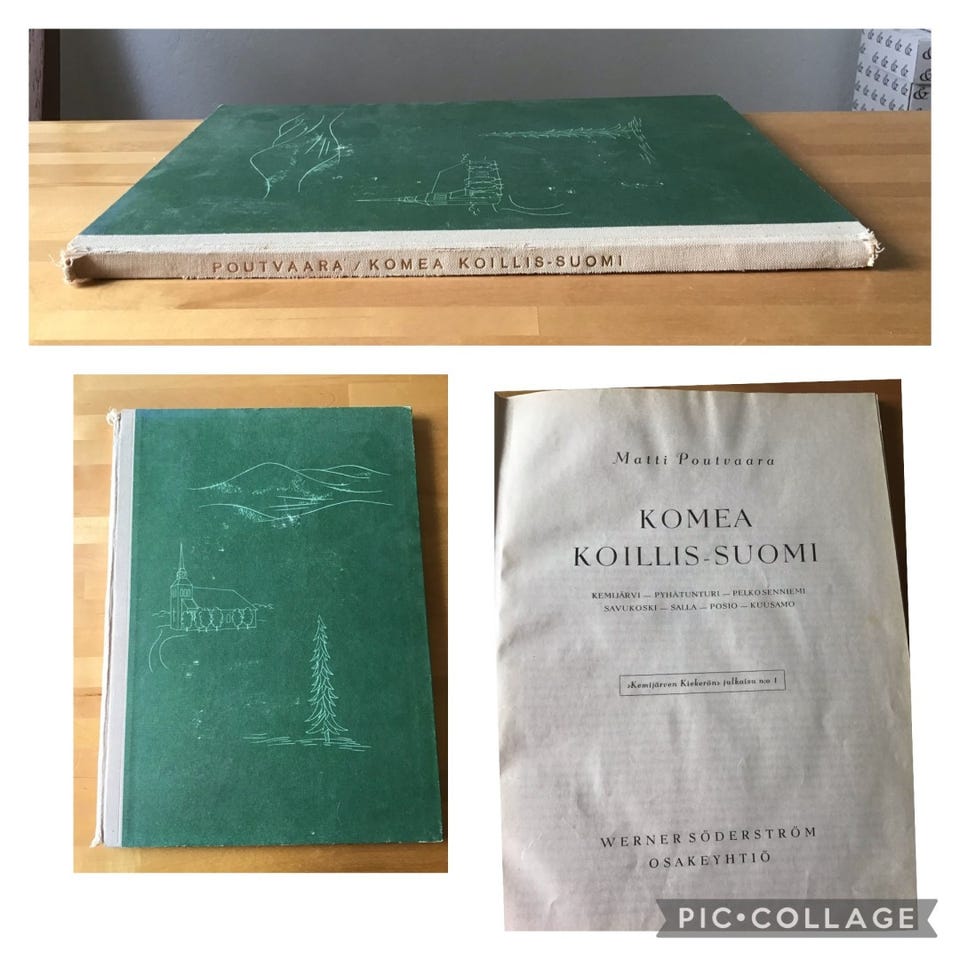 POUTVAARA / KOMEA KOILLIS-SUOMI
Matti Poutvaara
KOMEA
KOILLIS-SUOMI
KEMIJÄRVI — PYHÄTUNTURI — PELKOSENNIEMI
SAVUKOSKI — SALLA — POSIO — KUUSAMO
›Kemijärven Kiekerön› julkaisu n:o 1
WERNER SÖDERSTRÖM
OSAKEYHTIÖ
PIC•COLLAGE